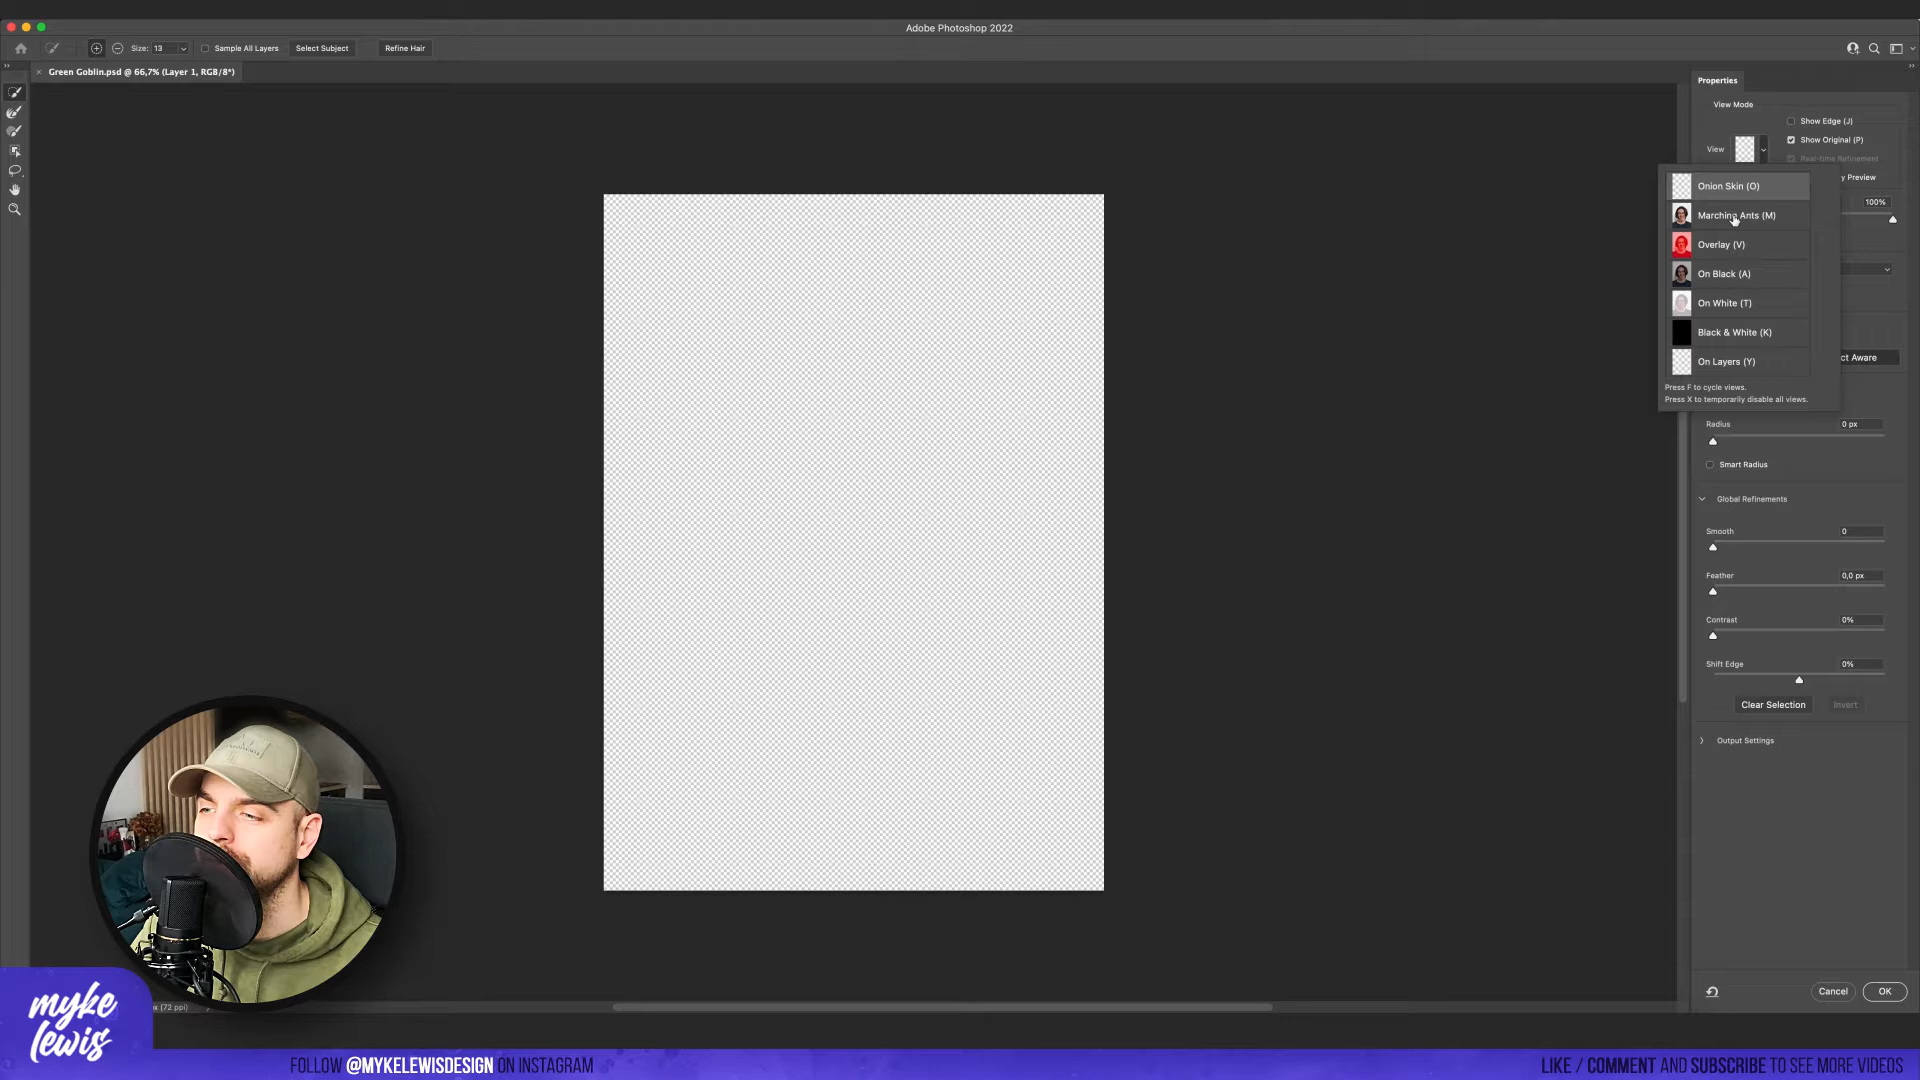 Adobe Photoshop 2022
Size: 13 Sample All Layers Select Subject Refine Hair
Green Goblin.psd @ 66,7% (Layer 1, RGB/8*)
Properties
View Mode
Show Edge (J)
Show Original (P)
View
Real-time Refinement
y Preview
Onion Skin (O)
100%
Marching Ants (M)
Overlay (V)
On Black (A)
On White (T)
Black & White (K)
ct Aware
On Layers (Y)
Press F to cycle views.
Press X to temporarily disable all views.
Radius 0 px
Smart Radius
Global Refinements
Smooth 0
Feather 0,0 px
Contrast 0%
Shift Edge 0%
Clear Selection Invert
Output Settings
Cancel OK
x (72 ppi)
myke
lewis
FOLLOW @MYKELEWISDESIGN ON INSTAGRAM
LIKE / COMMENT AND SUBSCRIBE TO SEE MORE VIDEOS